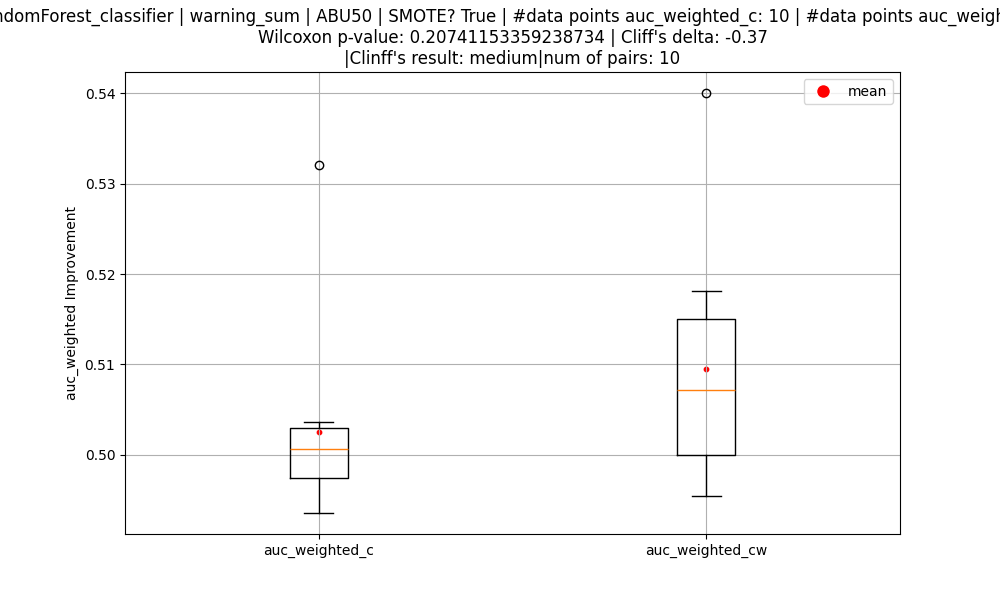 ndomForest_classifier | warning_sum | ABU50 | SMOTE? True | #data points auc_weighted_c: 10 | #data points auc_weigh
Wilcoxon p-value: 0.20741153359238734 | Cliff's delta: -0.37
|Clinff's result: medium|num of pairs: 10
mean
0.54
0.53
0.52
0.51
0.50
auc_weighted Improvement
auc_weighted_c
auc_weighted_cw